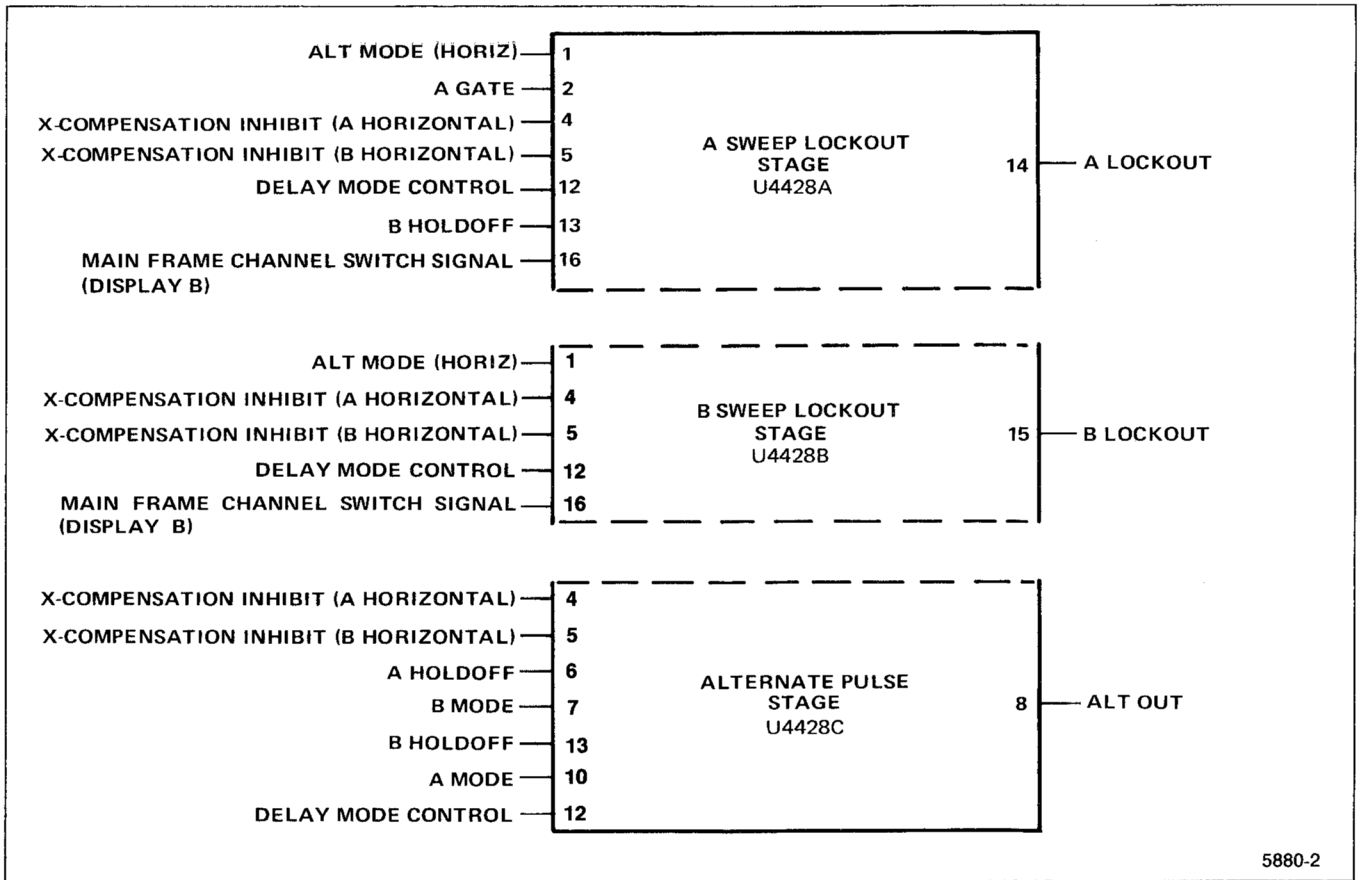 ALT MODE (HORIZ) 1
A GATE 2
X-COMPENSATION INHIBIT (A HORIZONTAL) 4
X-COMPENSATION INHIBIT (B HORIZONTAL) 5
DELAY MODE CONTROL 12
B HOLDOFF 13
MAIN FRAME CHANNEL SWITCH SIGNAL 16
(DISPLAY B)
A SWEEP LOCKOUT
STAGE
U4428A
14 A LOCKOUT
ALT MODE (HORIZ) 1
X-COMPENSATION INHIBIT (A HORIZONTAL) 4
X-COMPENSATION INHIBIT (B HORIZONTAL) 5
DELAY MODE CONTROL 12
MAIN FRAME CHANNEL SWITCH SIGNAL 16
(DISPLAY B)
B SWEEP LOCKOUT
STAGE
U4428B
15 B LOCKOUT
X-COMPENSATION INHIBIT (A HORIZONTAL) 4
X-COMPENSATION INHIBIT (B HORIZONTAL) 5
A HOLDOFF 6
B MODE 7
B HOLDOFF 13
A MODE 10
DELAY MODE CONTROL 12
ALTERNATE PULSE
STAGE
U4428C
8 ALT OUT
5880-2